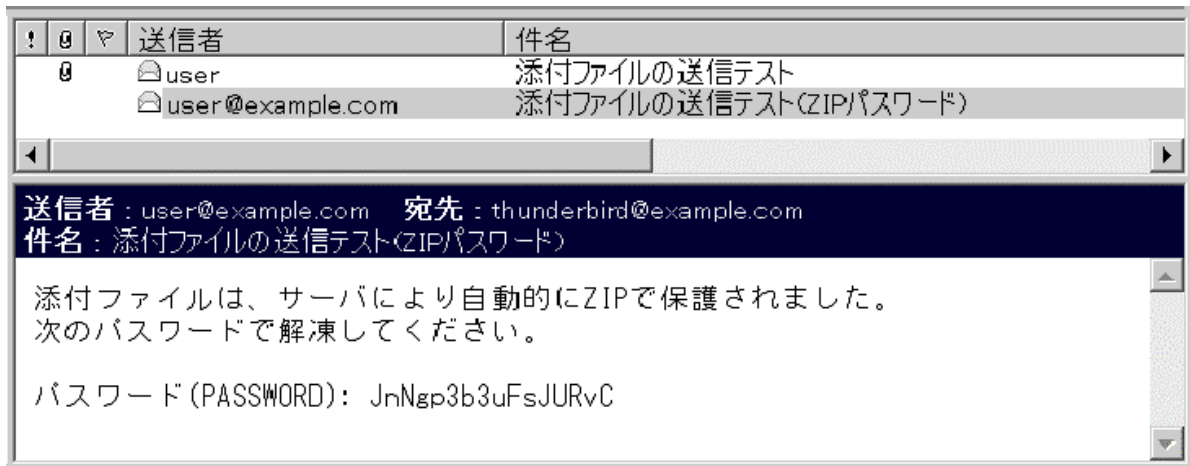 ! 送信者 件名
user 添付ファイルの送信テスト
user@example.com 添付ファイルの送信テスト(ZIPパスワード)
送信者：user@example.com 宛先：thunderbird@example.com
件名：添付ファイルの送信テスト(ZIPパスワード)
添付ファイルは、サーバにより自動的にZIPで保護されました。
次のパスワードで解凍してください。
パスワード(PASSWORD): JnNgp3b3uFsJURvC